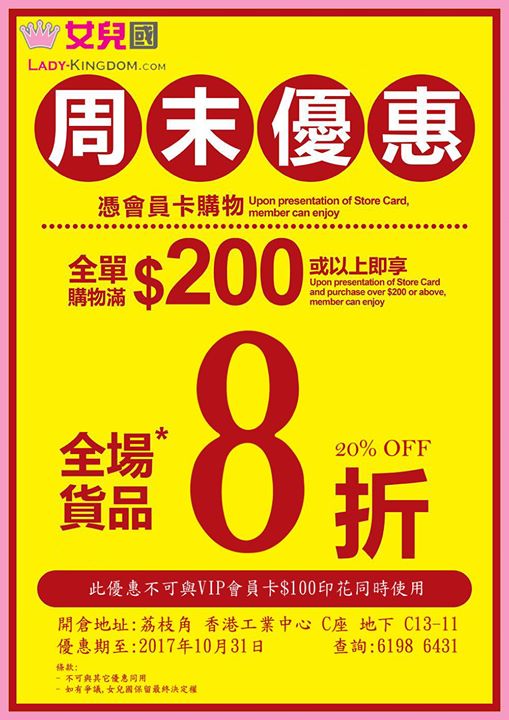 女兒國
LADY-KINGDOM.COM
周末優惠
憑會員卡購物 Upon presentation of Store Card,
member can enjoy
全單
購物滿
$200
或以上即享
Upon presentation of Store Card
and purchase over $200 or above,
member can enjoy
全場*
貨品
8
20% OFF
折
此優惠不可與VIP會員卡$100印花同時使用
開倉地址:荔枝角 香港工業中心 C座 地下 C13-11
優惠期至:2017年10月31日 查詢:6198 6431
條款:
- 不可與其它優惠同用
- 如有爭議,女兒國保留最終決定權